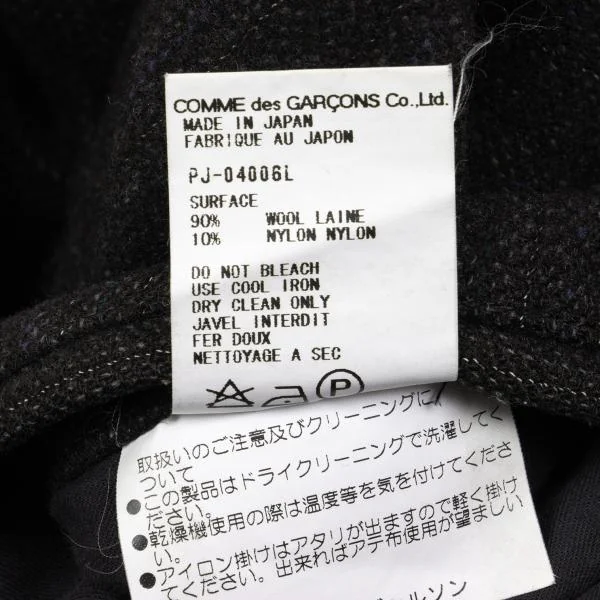 COMME des GARÇONS Co.,Ltd.
MADE IN JAPAN
FABRIQUE AU JAPON
PJ-04006L
SURFACE
90% WOOL LAINE
10% NYLON NYLON
DO NOT BLEACH
USE COOL IRON
DRY CLEAN ONLY
JAVEL INTERDIT
FER DOUX
NETTOYAGE A SEC
P
取扱いのご注意及びクリーニングに
ついて
●この製品はドライクリーニングで洗濯してく
ださい。
●乾燥機使用の際は温度等を気を付けてくださ
い。
●アイロン掛けはアタリが出ますので軽く掛け
てください。出来ればアテ布使用が望ましい
ルソン